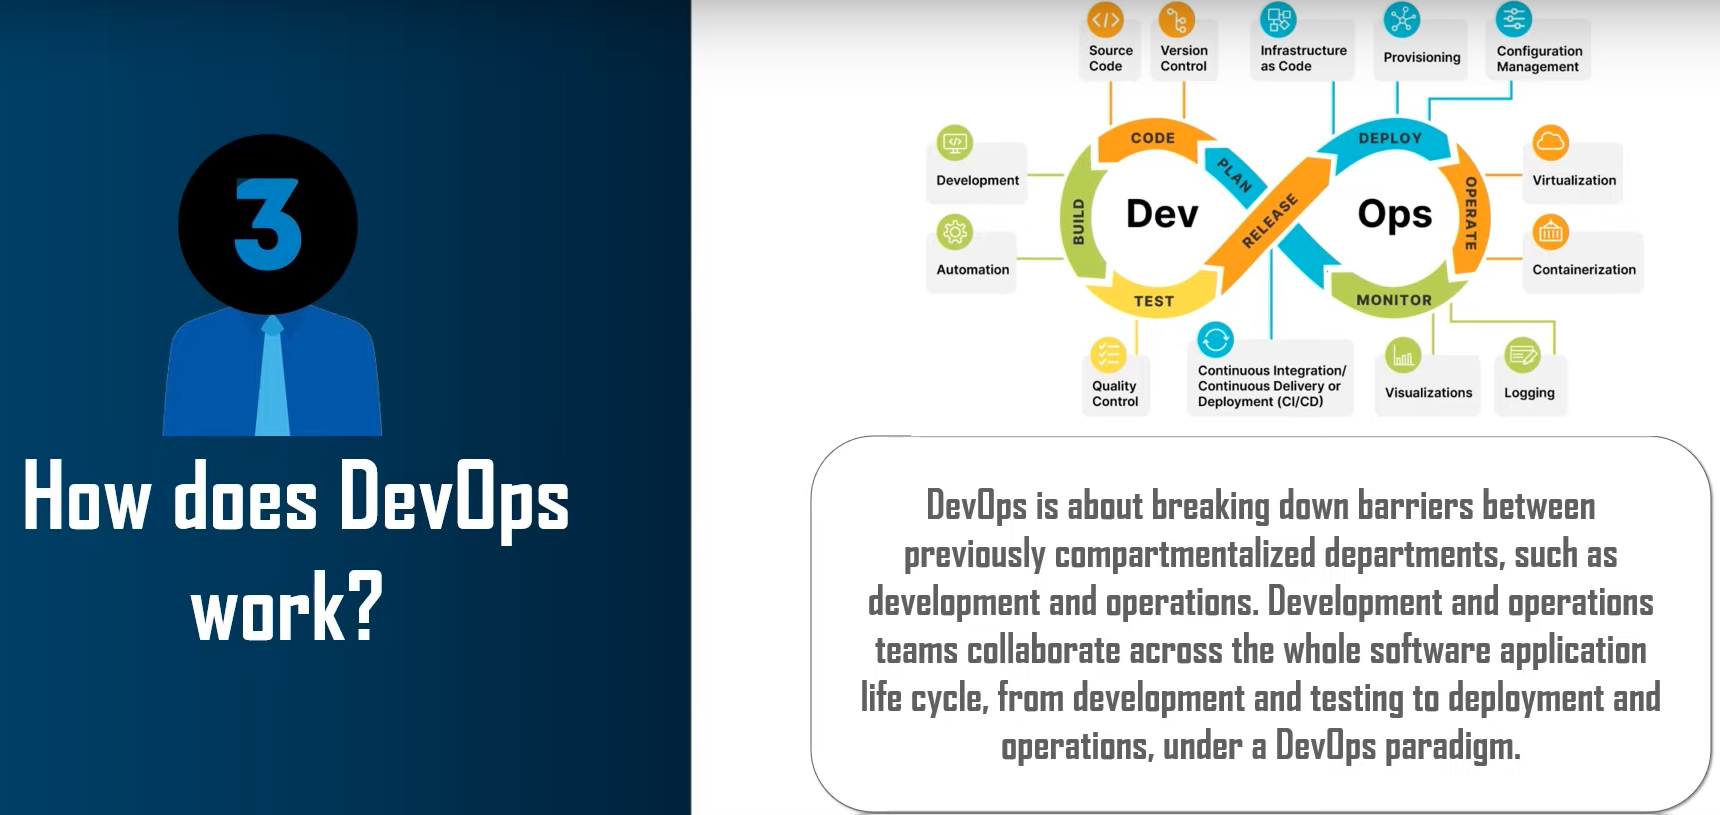 3
How does DevOps
work?
Source
Code
Version
Control
Infrastructure
as Code
Provisioning
Configuration
Management
Development
Automation
CODE
PLAN
BUILD
TEST
RELEASE
DEPLOY
OPERATE
MONITOR
Dev
Ops
Virtualization
Containerization
Quality
Control
Continuous Integration/
Continuous Delivery or
Deployment (CI/CD)
Visualizations
Logging
DevOps is about breaking down barriers between
previously compartmentalized departments, such as
development and operations. Development and operations
teams collaborate across the whole software application
life cycle, from development and testing to deployment and
operations, under a DevOps paradigm.